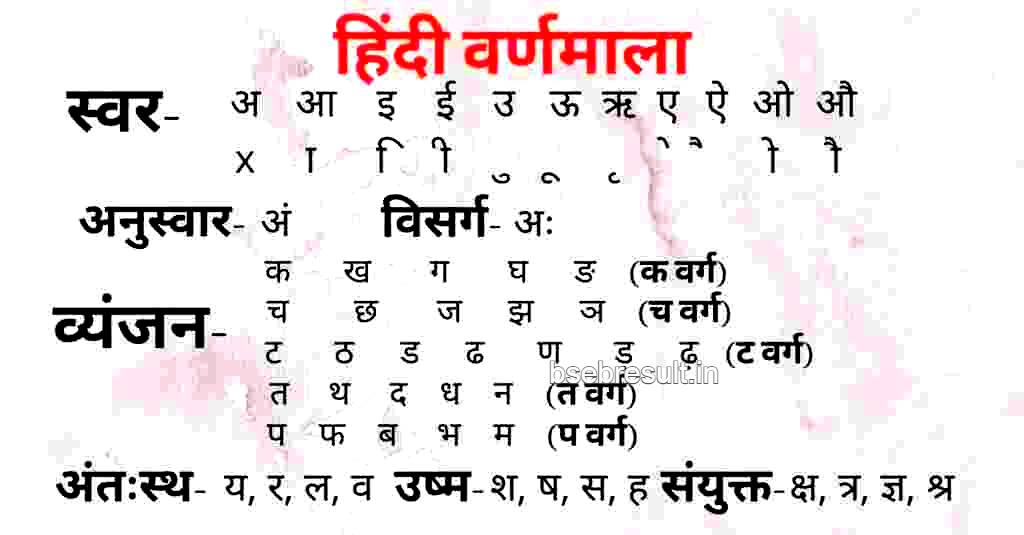 हिंदी वर्णमाला
स्वर- अ आ इ ई उ ऊ ऋ ए ऐ ओ औ
x ा ि ी ु ू ृ े ै ो ौ
अनुस्वार- अं विसर्ग- अः
क ख ग घ ङ (क वर्ग)
व्यंजन- च छ ज झ ञ (च वर्ग)
ट ठ ड ढ ण ड़ ढ़ (ट वर्ग)
bsebresult.in
त थ द ध न (त वर्ग)
प फ ब भ म (प वर्ग)
अंतःस्थ- य, र, ल, व उष्म-श, ष, स, ह संयुक्त-क्ष, त्र, ज्ञ, श्र